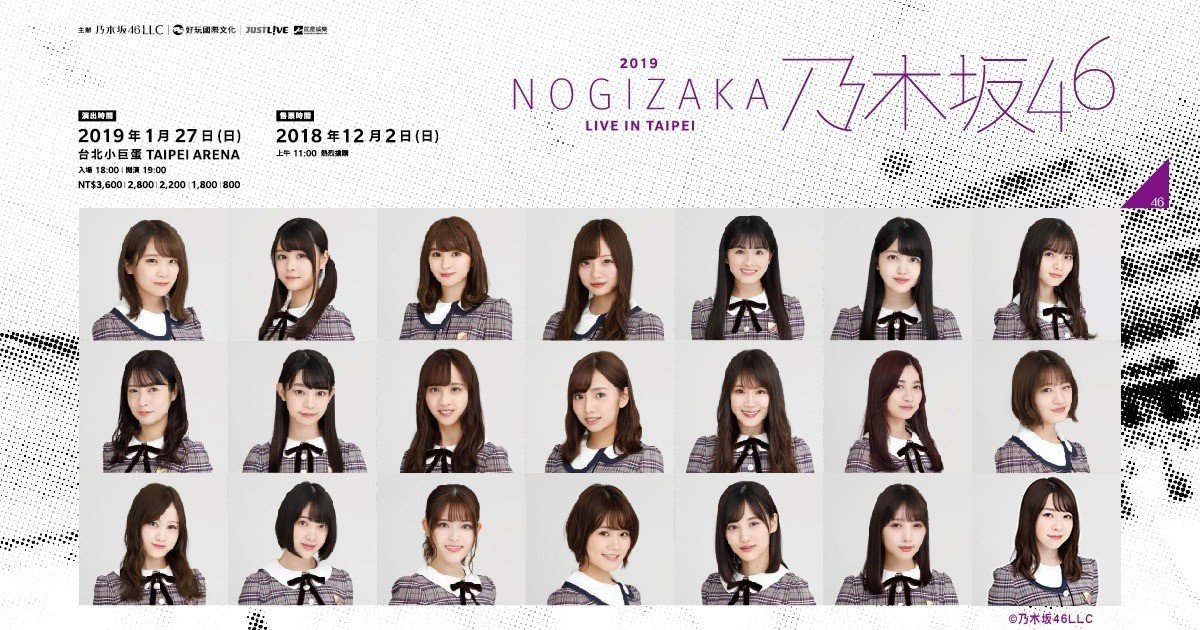 主辦 乃木坂46LLC 好玩國際文化 JUSTLIVE
2019
NOGIZAKA 乃木坂46
LIVE IN TAIPEI
演出時間
2019年1月27日(日)
台北小巨蛋 TAIPEI ARENA
入場 18:00 | 開演 19:00
NT$3,600 | 2,800 | 2,200 | 1,800 | 800
售票時間
2018年12月2日(日)
上午 11:00 熱烈搶購
46
©乃木坂46LLC